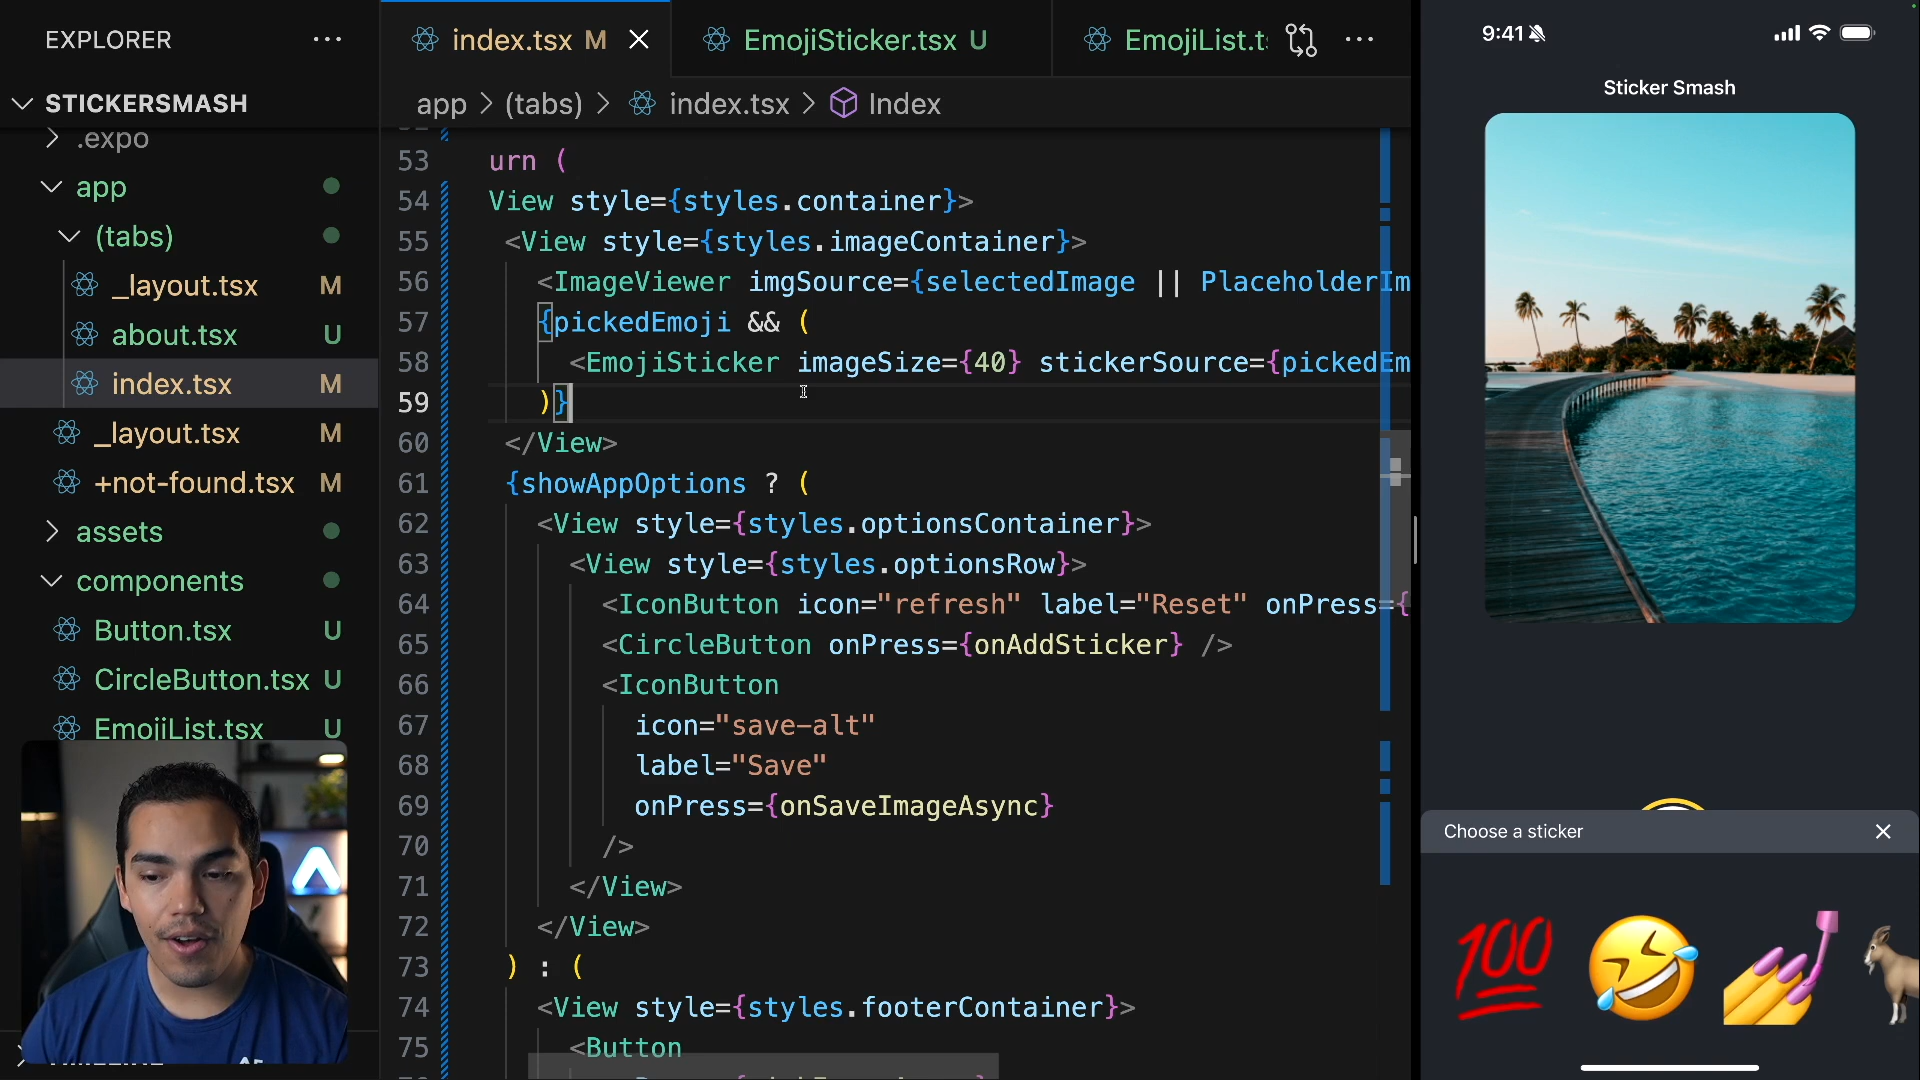 EXPLORER
STICKERSMASH
.expo
app
(tabs)
_layout.tsx M
about.tsx U
index.tsx M
_layout.tsx M
+not-found.tsx M
assets
components
Button.tsx U
CircleButton.tsx U
EmojiList.tsx U
index.tsx M
EmojiSticker.tsx U
EmojiList.t
app > (tabs) > index.tsx > Index
53 urn (
54 View style={styles.container}>
55 <View style={styles.imageContainer}>
56 <ImageViewer imgSource={selectedImage || PlaceholderIm
57 {pickedEmoji && (
58 <EmojiSticker imageSize={40} stickerSource={pickedEm
59 )}
60 </View>
61 {showAppOptions ? (
62 <View style={styles.optionsContainer}>
63 <View style={styles.optionsRow}>
64 <IconButton icon="refresh" label="Reset" onPress={
65 <CircleButton onPress={onAddSticker} />
66 <IconButton
67 icon="save-alt"
68 label="Save"
69 onPress={onSaveImageAsync}
70 />
71 </View>
72 </View>
73 ) : (
74 <View style={styles.footerContainer}>
75 <Button
9:41
Sticker Smash
Choose a sticker
100